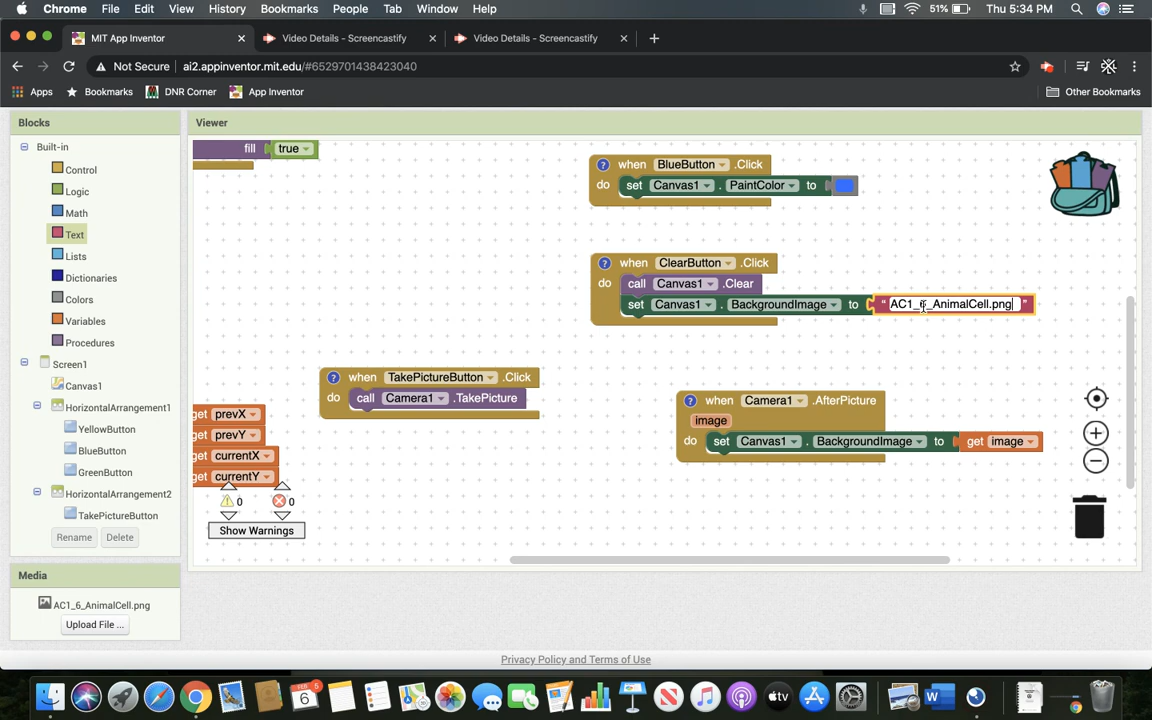 Chrome File Edit View History Bookmarks People Tab Window Help 51% Thu 5:34 PM
MIT App Inventor Video Details - Screencastify Video Details - Screencastify
Not Secure ai2.appinventor.mit.edu/#6529701438423040
Apps Bookmarks DNR Corner App Inventor Other Bookmarks
Blocks Viewer
Built-in
Control
Logic
Math
Text
Lists
Dictionaries
Colors
Variables
Procedures
Screen1
Canvas1
HorizontalArrangement1
YellowButton
BlueButton
GreenButton
HorizontalArrangement2
TakePictureButton
Rename Delete
Media
AC1_6_AnimalCell.png
Upload File ...
fill true
? when BlueButton .Click
do set Canvas1 . PaintColor to
? when ClearButton .Click
do call Canvas1 .Clear
set Canvas1 . BackgroundImage to “ AC1_6_AnimalCell.png ”
? when TakePictureButton .Click
do call Camera1 .TakePicture
? when Camera1 .AfterPicture
image
do set Canvas1 . BackgroundImage to get image
get prevX
get prevY
get currentX
get currentY
0 0
Show Warnings
Privacy Policy and Terms of Use
FEB 6 5
tv W